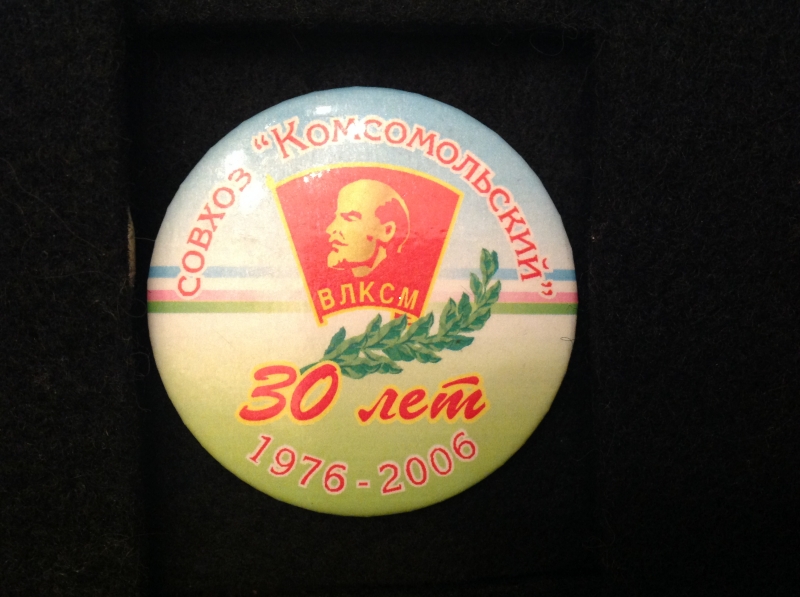 СОВХОЗ “КОМСОМОЛЬСКИЙ”
ВЛКСМ
30 лет
1976 - 2006